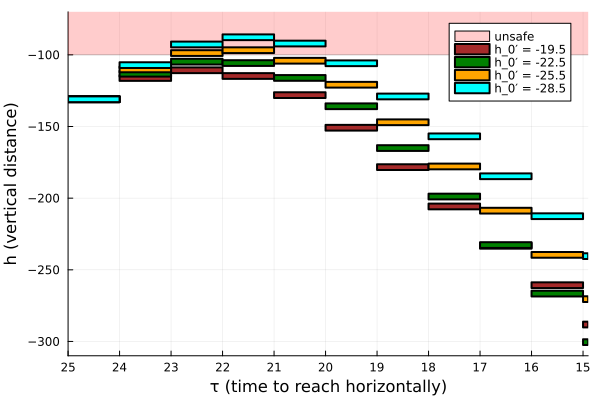 unsafe
h_0′ = -19.5
h_0′ = -22.5
h_0′ = -25.5
h_0′ = -28.5
−100
−150
−200
−250
−300
h (vertical distance)
25 24 23 22 21 20 19 18 17 16 15
τ (time to reach horizontally)